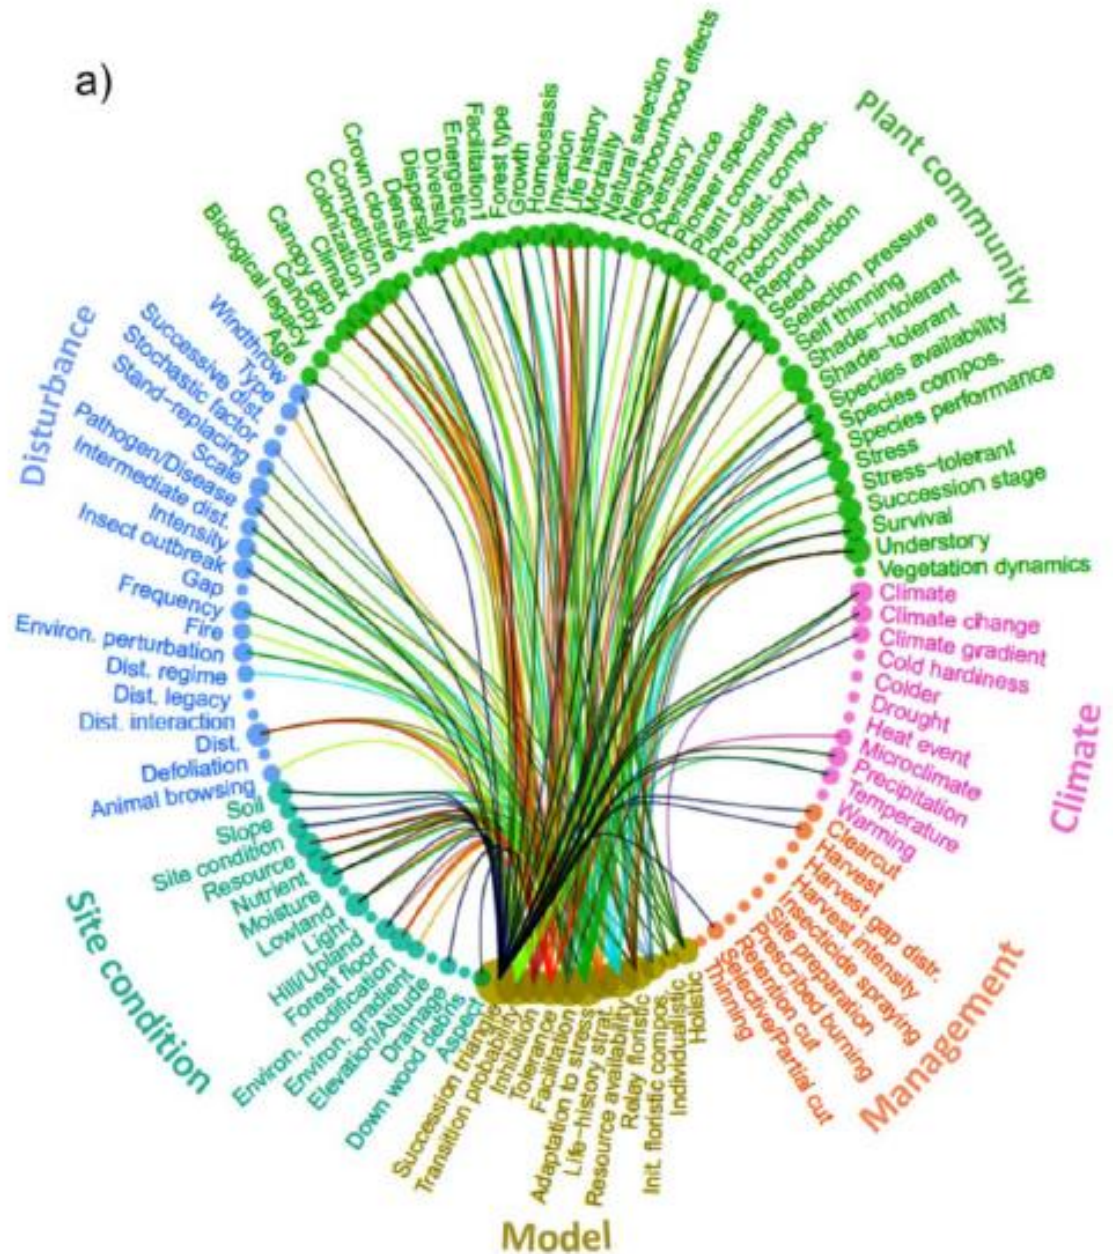 a)
Plant community
Age
Biological legacy
Canopy
Canopy gap
Climax
Colonization
Competition
Crown closure
Density
Dispersal
Diversity
Energetics
Facilitation
Forest type
Growth
Homeostasis
Invasion
Life history
Mortality
Natural selection
Neighbourhood effects
Overstory
Persistence
Pioneer species
Plant community
Pre-dist. compos.
Productivity
Recruitment
Reproduction
Seed
Selection pressure
Self thinning
Shade-intolerant
Shade-tolerant
Species availability
Species compos.
Species performance
Stress
Stress-tolerant
Succession stage
Survival
Understory
Vegetation dynamics
Climate
Climate
Climate change
Climate gradient
Cold hardiness
Colder
Drought
Heat event
Microclimate
Precipitation
Temperature
Warming
Management
Clearcut
Harvest
Harvest gap distr.
Harvest intensity
Insecticide spraying
Site preparation
Prescribed burning
Retention cut
Selective/Partial cut
Thinning
Model
Holistic
Individualistic
Init. floristic compos.
Relay floristic
Resource availability
Life-history strat.
Adaptation to stress
Facilitation
Tolerance
Inhibition
Transition probability
Succession triangle
Site condition
Aspect
Down wood debris
Drainage
Elevation/Atitude
Environ. gradient
Environ. modification
Forest floor
Hill/Upland
Light
Lowland
Moisture
Nutrient
Resource
Site condition
Slope
Soil
Disturbance
Animal browsing
Defoliation
Dist.
Dist. interaction
Dist. legacy
Dist. regime
Environ. perturbation
Fire
Frequency
Gap
Insect outbreak
Intensity
Intermediate dist.
Pathogen/Disease
Scale
Stand-replacing
Stochastic factor
Successive dist.
Type
Windthrow